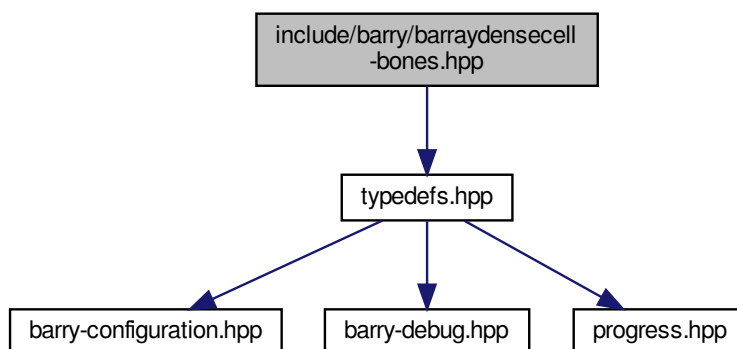 include/barry/barraydensecell
-bones.hpp
typedefs.hpp
barry-configuration.hpp
barry-debug.hpp
progress.hpp